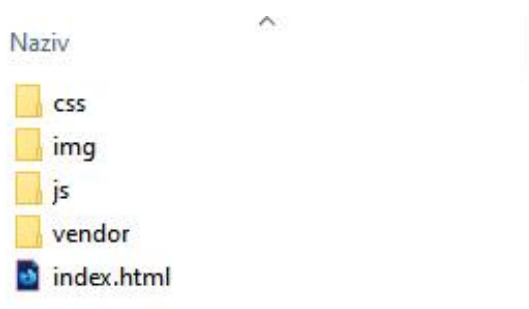 Naziv
css
img
js
vendor
index.html